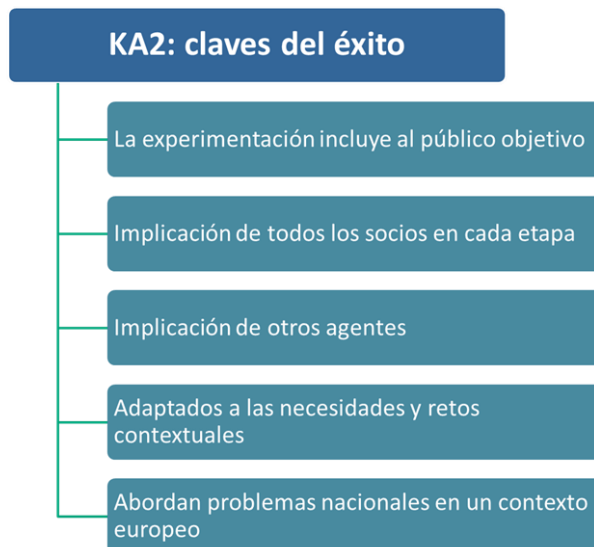 KA2: claves del éxito
La experimentación incluye al público objetivo
Implicación de todos los socios en cada etapa
Implicación de otros agentes
Adaptados a las necesidades y retos
contextuales
Abordan problemas nacionales en un contexto
europeo